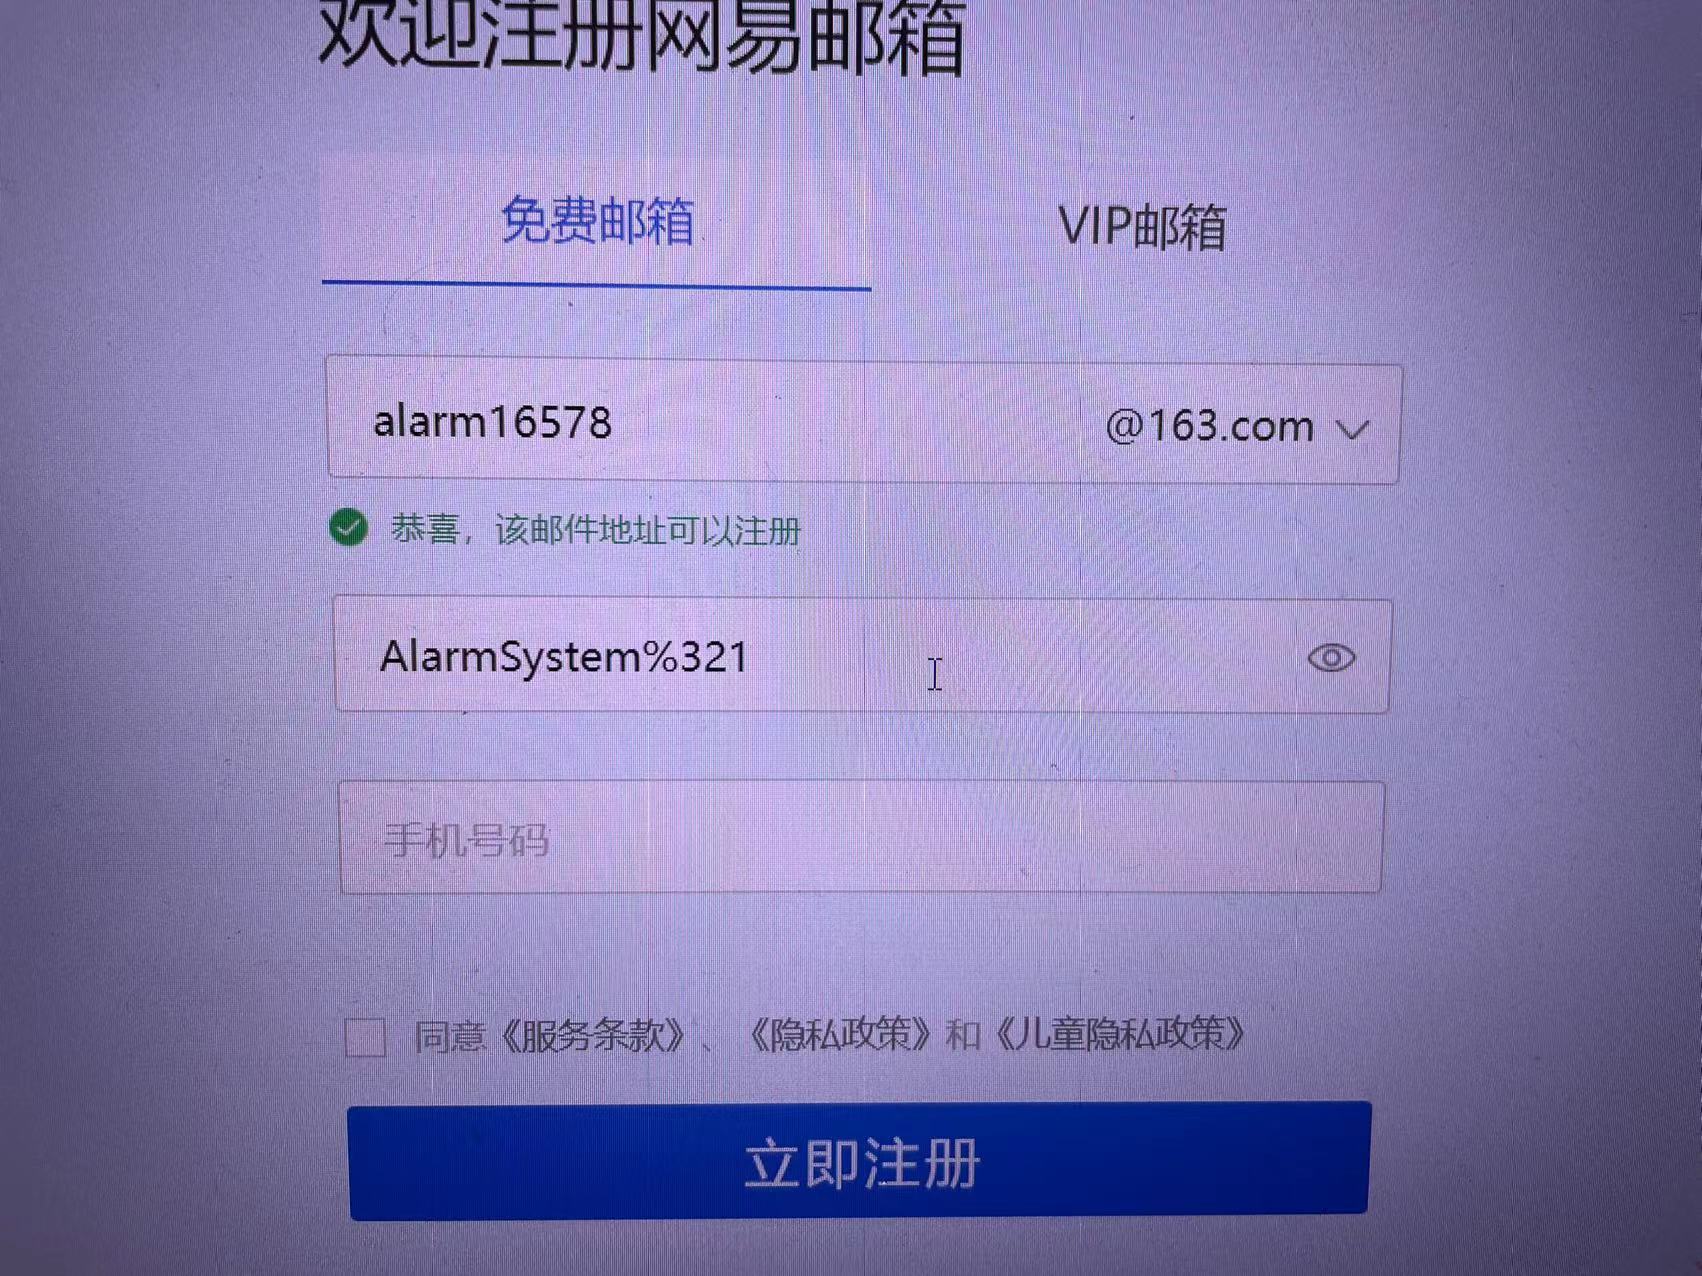 欢迎注册网易邮箱
免费邮箱 VIP邮箱
alarm16578 @163.com
恭喜，该邮件地址可以注册
AlarmSystem%321
手机号码
同意《服务条款》、《隐私政策》和《儿童隐私政策》
立即注册